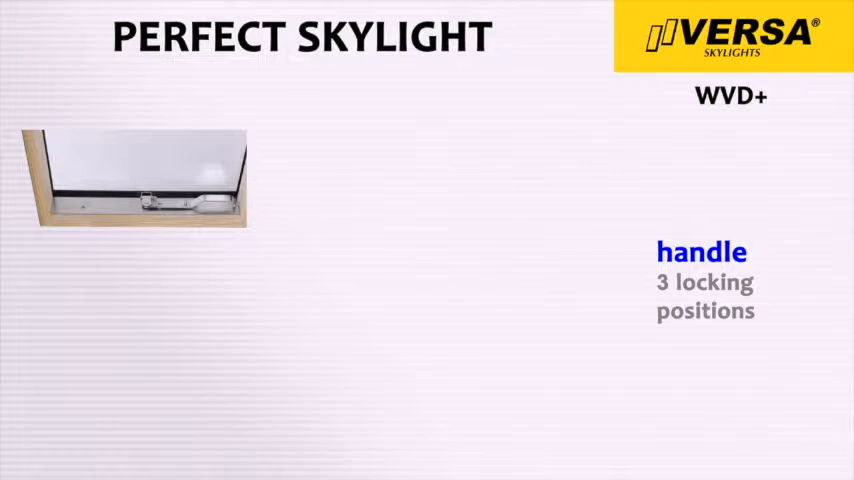 PERFECT SKYLIGHT
VERSA®
SKYLIGHTS
WVD+
handle
3 locking
positions